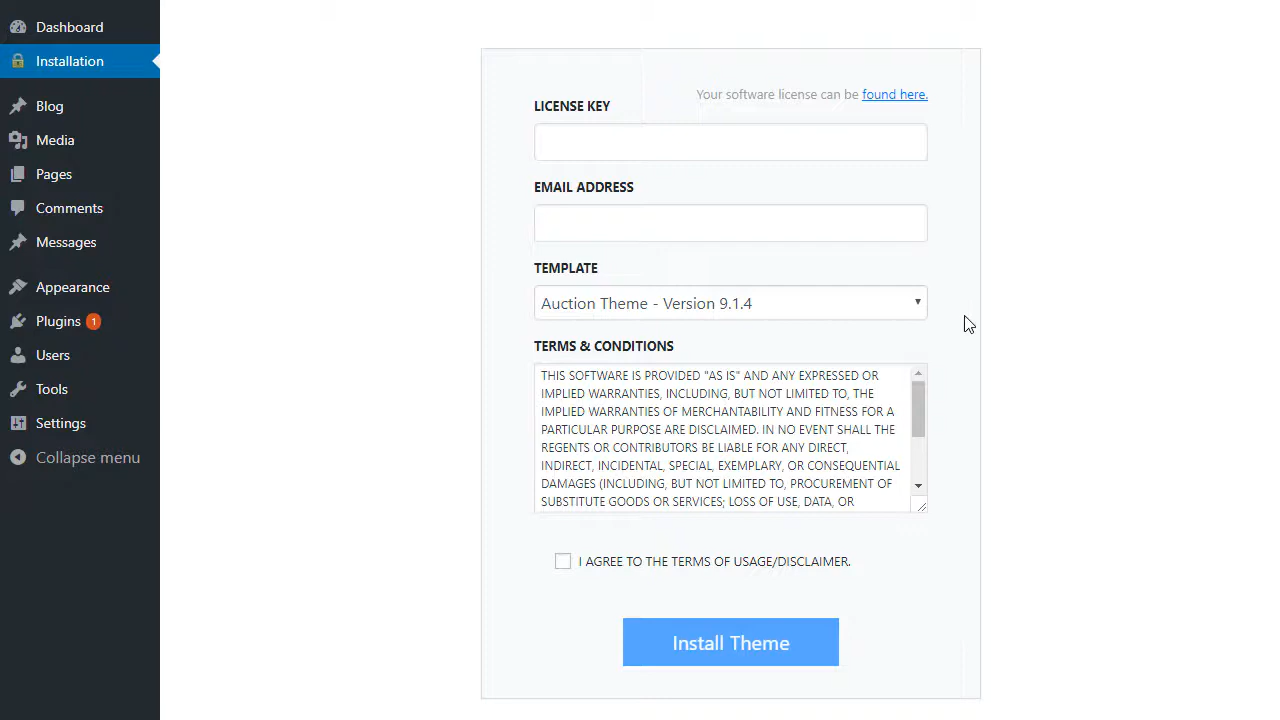 Dashboard
Installation
Blog
Media
Pages
Comments
Messages
Appearance
Plugins 1
Users
Tools
Settings
Collapse menu
Your software license can be found here.
LICENSE KEY
EMAIL ADDRESS
TEMPLATE
Auction Theme - Version 9.1.4
TERMS & CONDITIONS
THIS SOFTWARE IS PROVIDED "AS IS" AND ANY EXPRESSED OR
IMPLIED WARRANTIES, INCLUDING, BUT NOT LIMITED TO, THE
IMPLIED WARRANTIES OF MERCHANTABILITY AND FITNESS FOR A
PARTICULAR PURPOSE ARE DISCLAIMED. IN NO EVENT SHALL THE
REGENTS OR CONTRIBUTORS BE LIABLE FOR ANY DIRECT,
INDIRECT, INCIDENTAL, SPECIAL, EXEMPLARY, OR CONSEQUENTIAL
DAMAGES (INCLUDING, BUT NOT LIMITED TO, PROCUREMENT OF
SUBSTITUTE GOODS OR SERVICES; LOSS OF USE, DATA, OR
I AGREE TO THE TERMS OF USAGE/DISCLAIMER.
Install Theme